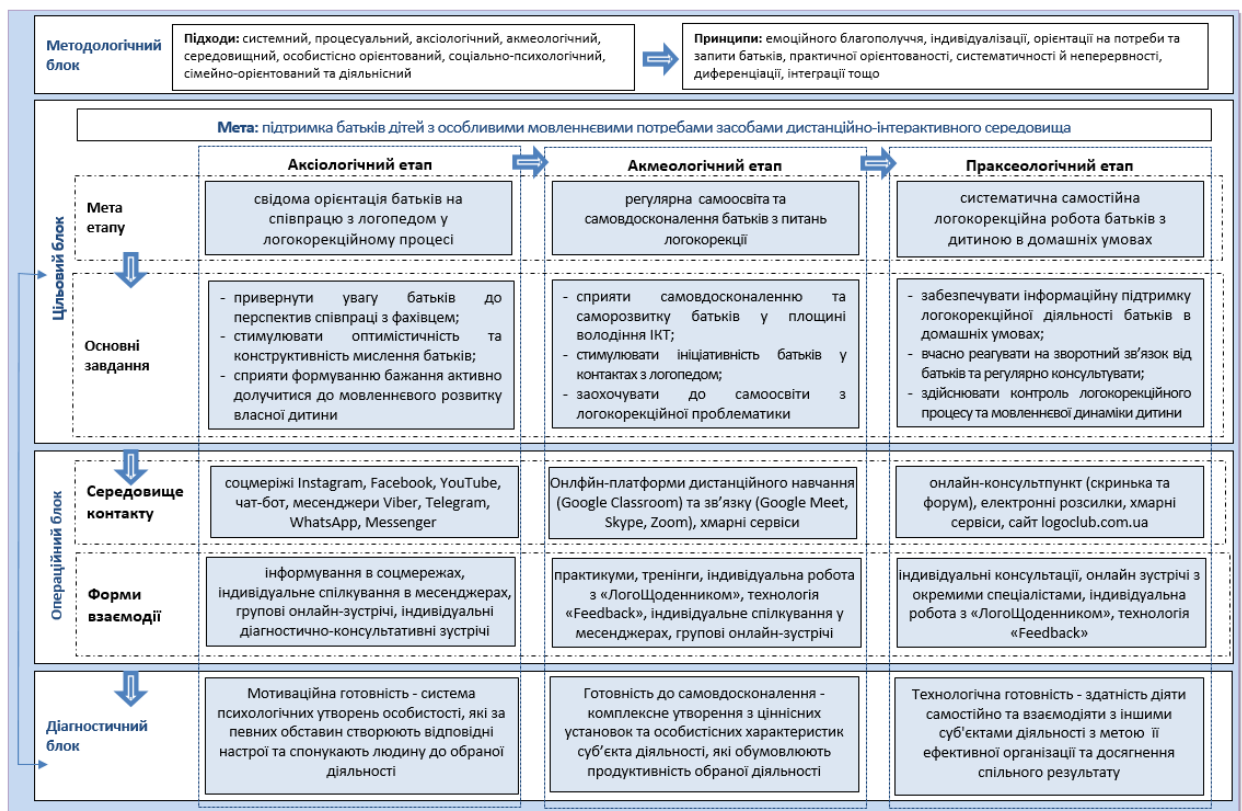 Методологічний
блок
Підходи: системний, процесуальний, аксіологічний, акмеологічний,
середовищний, особистісно орієнтований, соціально-психологічний,
сімейно-орієнтований та діяльнісний
Принципи: емоційного благополуччя, індивідуалізації, орієнтації на потреби та
запити батьків, практичної орієнтованості, систематичності й неперервності,
диференціації, інтеграції тощо
Цільовий блок
Мета: підтримка батьків дітей з особливими мовленнєвими потребами засобами дистанційно-інтерактивного середовища
Аксіологічний етап
Акмеологічний етап
Праксеологічний етап
Мета
етапу
свідома орієнтація батьків на
співпрацю з логопедом у
логокорекційному процесі
регулярна самоосвіта та
самовдосконалення батьків з питань
логокорекції
систематична самостійна
логокорекційна робота батьків з
дитиною в домашніх умовах
Основні
завдання
- привернути увагу батьків до
перспектив співпраці з фахівцем;
- стимулювати оптимістичність та
конструктивність мислення батьків;
- сприяти формуванню бажання активно
долучитися до мовленнєвого розвитку
власної дитини
- сприяти самовдосконаленню та
саморозвитку батьків у площині
володіння ІКТ;
- стимулювати ініціативність батьків у
контактах з логопедом;
- заохочувати до самоосвіти з
логокорекційної проблематики
- забезпечувати інформаційну підтримку
логокорекційної діяльності батьків в
домашніх умовах;
- вчасно реагувати на зворотний зв’язок від
батьків та регулярно консультувати;
- здійснювати контроль логокорекційного
процесу та мовленнєвої динаміки дитини
Операційний блок
Середовище
контакту
соцмеріжі Instagram, Facebook, YouTube,
чат-бот, месенджери Viber, Telegram,
WhatsApp, Messenger
Онлфйн-платформи дистанційного навчання
(Google Classroom) та зв’язку (Google Meet,
Skype, Zoom), хмарні сервіси
онлайн-консультпункт (скринька та
форум), електронні розсилки, хмарні
сервіси, сайт logoclub.com.ua
Форми
взаємодії
інформування в соцмережах,
індивідуальне спілкування в месенджерах,
групові онлайн-зустрічі, індивідуальні
діагностично-консультативні зустрічі
практикуми, тренінги, індивідуальна робота
з «ЛогоЩоденником», технологія
«Feedback», індивідуальне спілкування у
месенджерах, групові онлайн-зустрічі
індивідуальні консультації, онлайн зустрічі з
окремими спеціалістами, індивідуальна
робота з «ЛогоЩоденником», технологія
«Feedback»
Діагностичний
блок
Мотиваційна готовність - система
психологічних утворень особистості, які за
певних обставин створюють відповідні
настрої та спонукають людину до обраної
діяльності
Готовність до самовдосконалення -
комплексне утворення з ціннісних
установок та особистісних характеристик
суб’єкта діяльності, які обумовлюють
продуктивність обраної діяльності
Технологічна готовність - здатність діяти
самостійно та взаємодіяти з іншими
суб'єктами діяльності з метою її
ефективної організації та досягнення
спільного результату